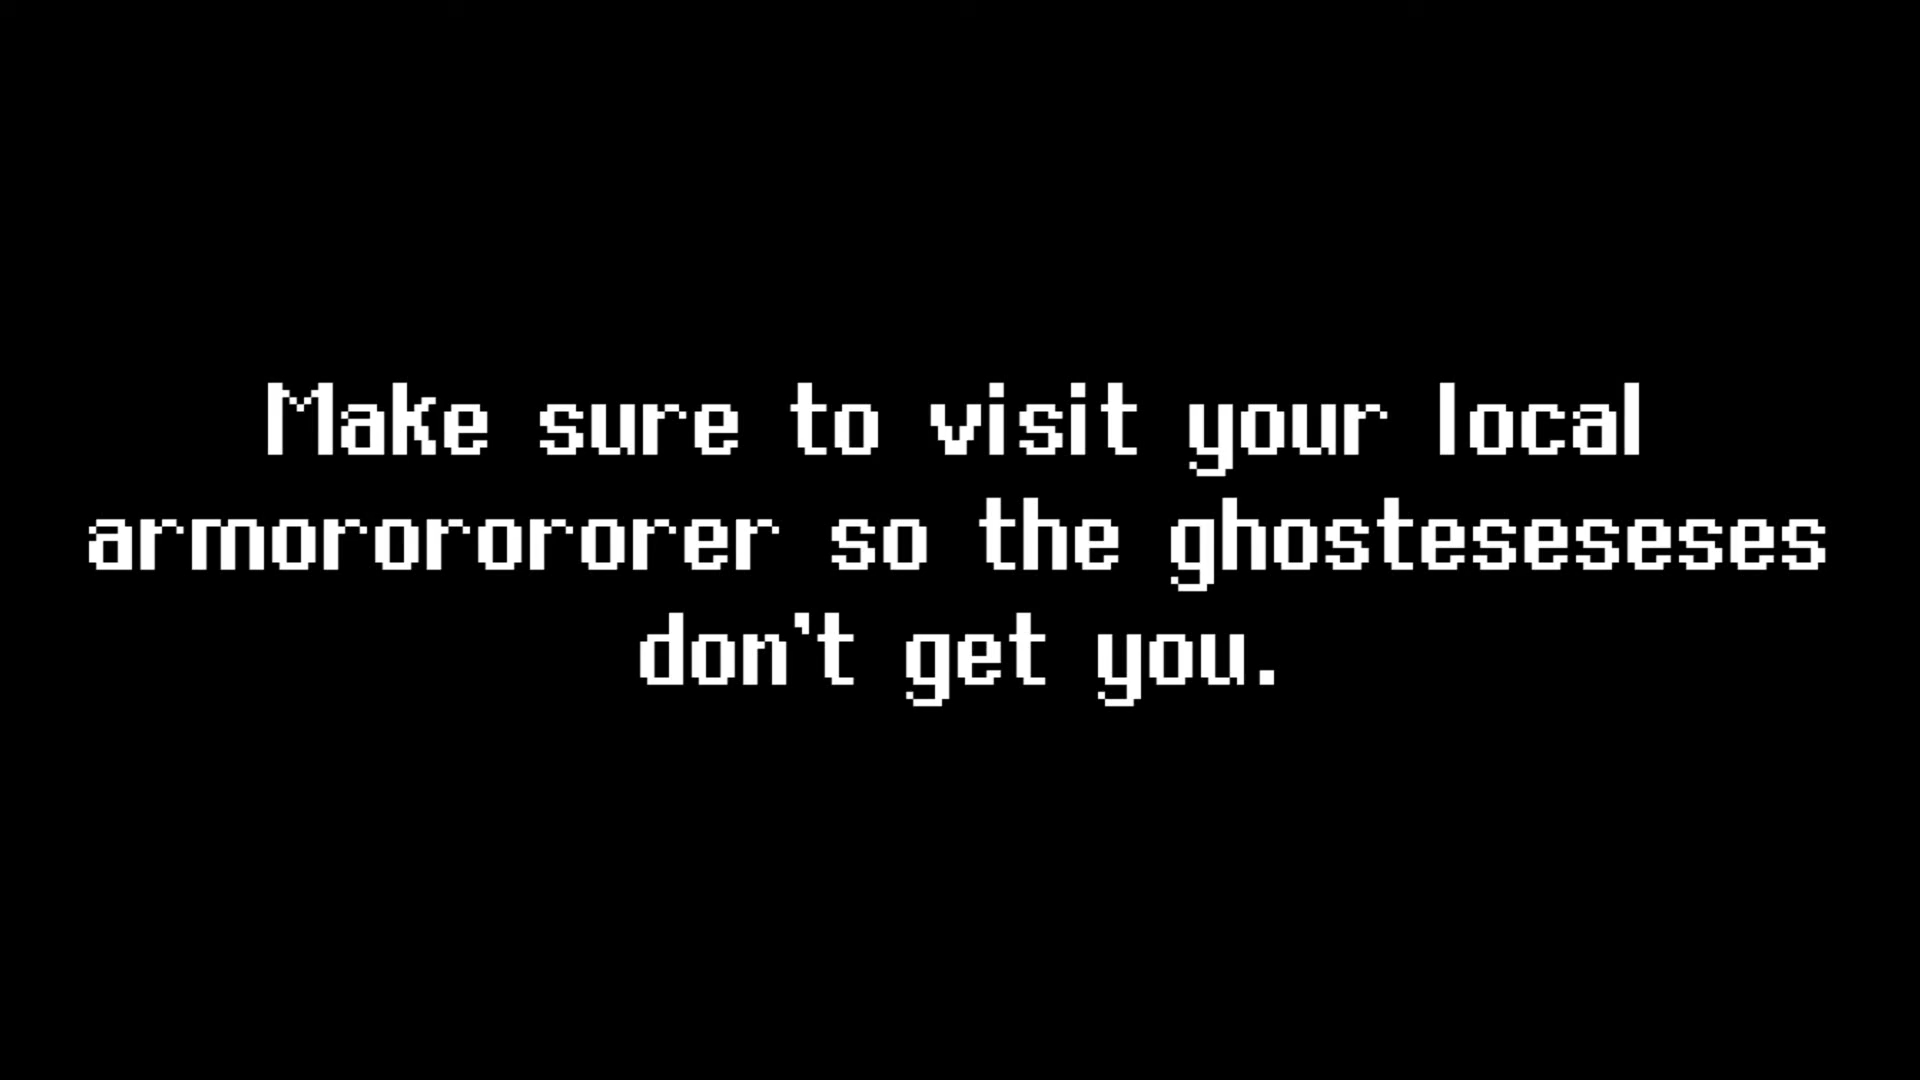 Make sure to visit your local
armororororer so the ghosteseseses
don't get you.